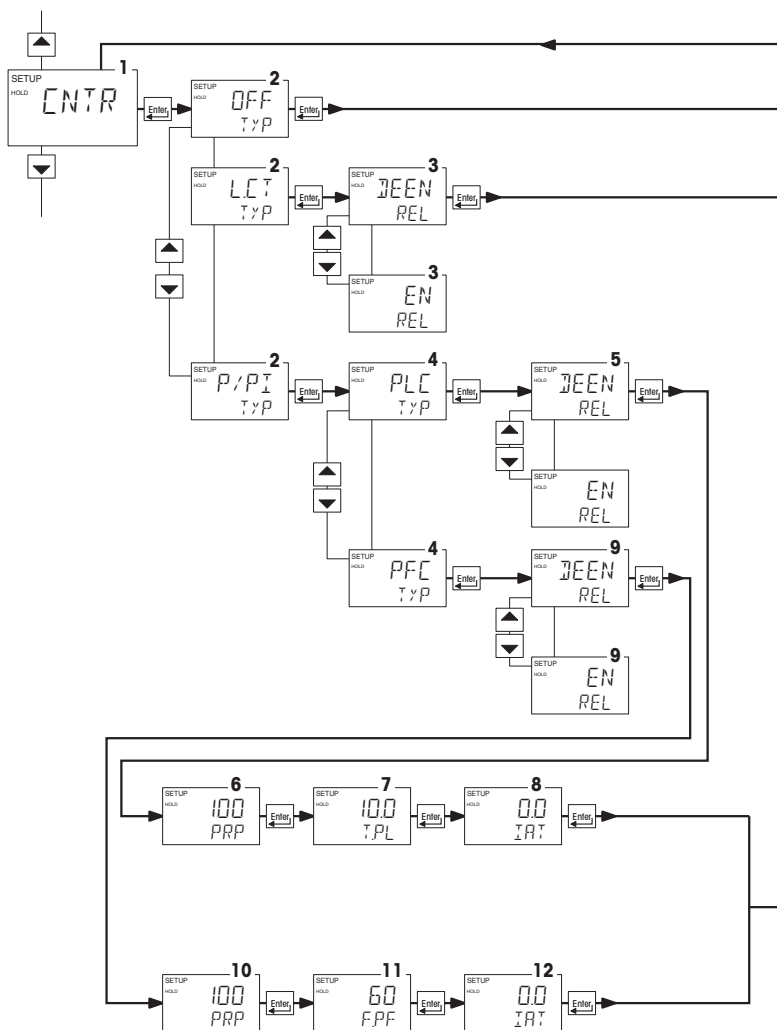 1
SETUP
HOLD
CNTR
Enter
2
SETUP
HOLD
OFF
TYP
Enter
2
SETUP
HOLD
L.CT
TYP
Enter
3
SETUP
HOLD
DEEN
REL
Enter
3
SETUP
HOLD
EN
REL
2
SETUP
HOLD
P/PI
TYP
Enter
4
SETUP
HOLD
PLC
TYP
Enter
5
SETUP
HOLD
DEEN
REL
Enter
SETUP
HOLD
EN
REL
4
SETUP
HOLD
PFC
TYP
Enter
9
SETUP
HOLD
DEEN
REL
Enter
9
SETUP
HOLD
EN
REL
6
SETUP
HOLD
100
PRP
Enter
7
SETUP
HOLD
10.0
T.PL
Enter
8
SETUP
HOLD
0.0
IAT
Enter
10
SETUP
HOLD
100
PRP
Enter
11
SETUP
HOLD
60
F.PF
Enter
12
SETUP
HOLD
0.0
IAT
Enter